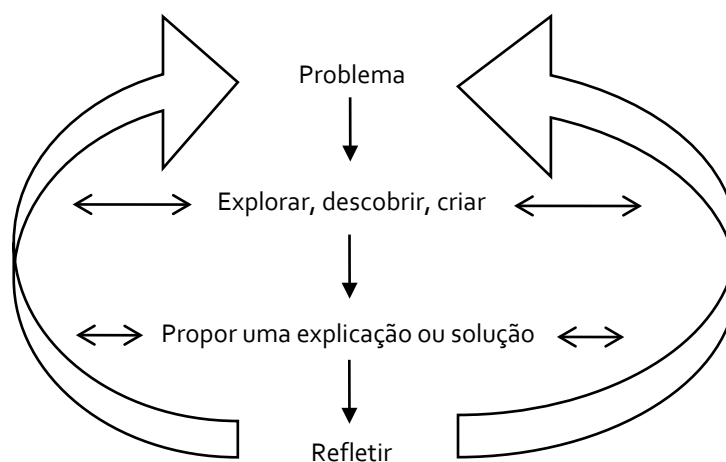 Problema
Explorar, descobrir, criar
Propor uma explicação ou solução
Refletir